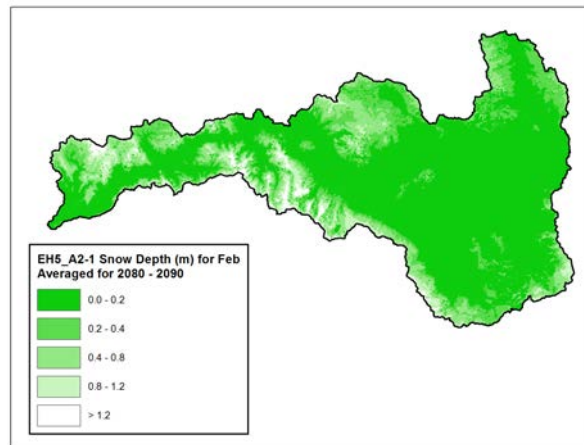 EH5_A2-1 Snow Depth (m) for Feb
Averaged for 2080 - 2090
0.0 - 0.2
0.2 - 0.4
0.4 - 0.8
0.8 - 1.2
> 1.2